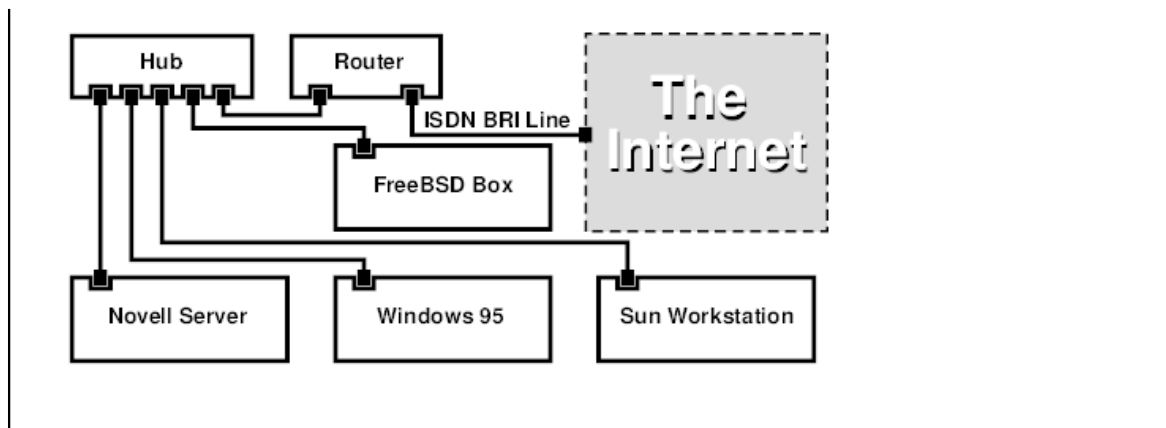 Hub
Router
The
Internet
ISDN BRI Line
FreeBSD Box
Novell Server
Windows 95
Sun Workstation